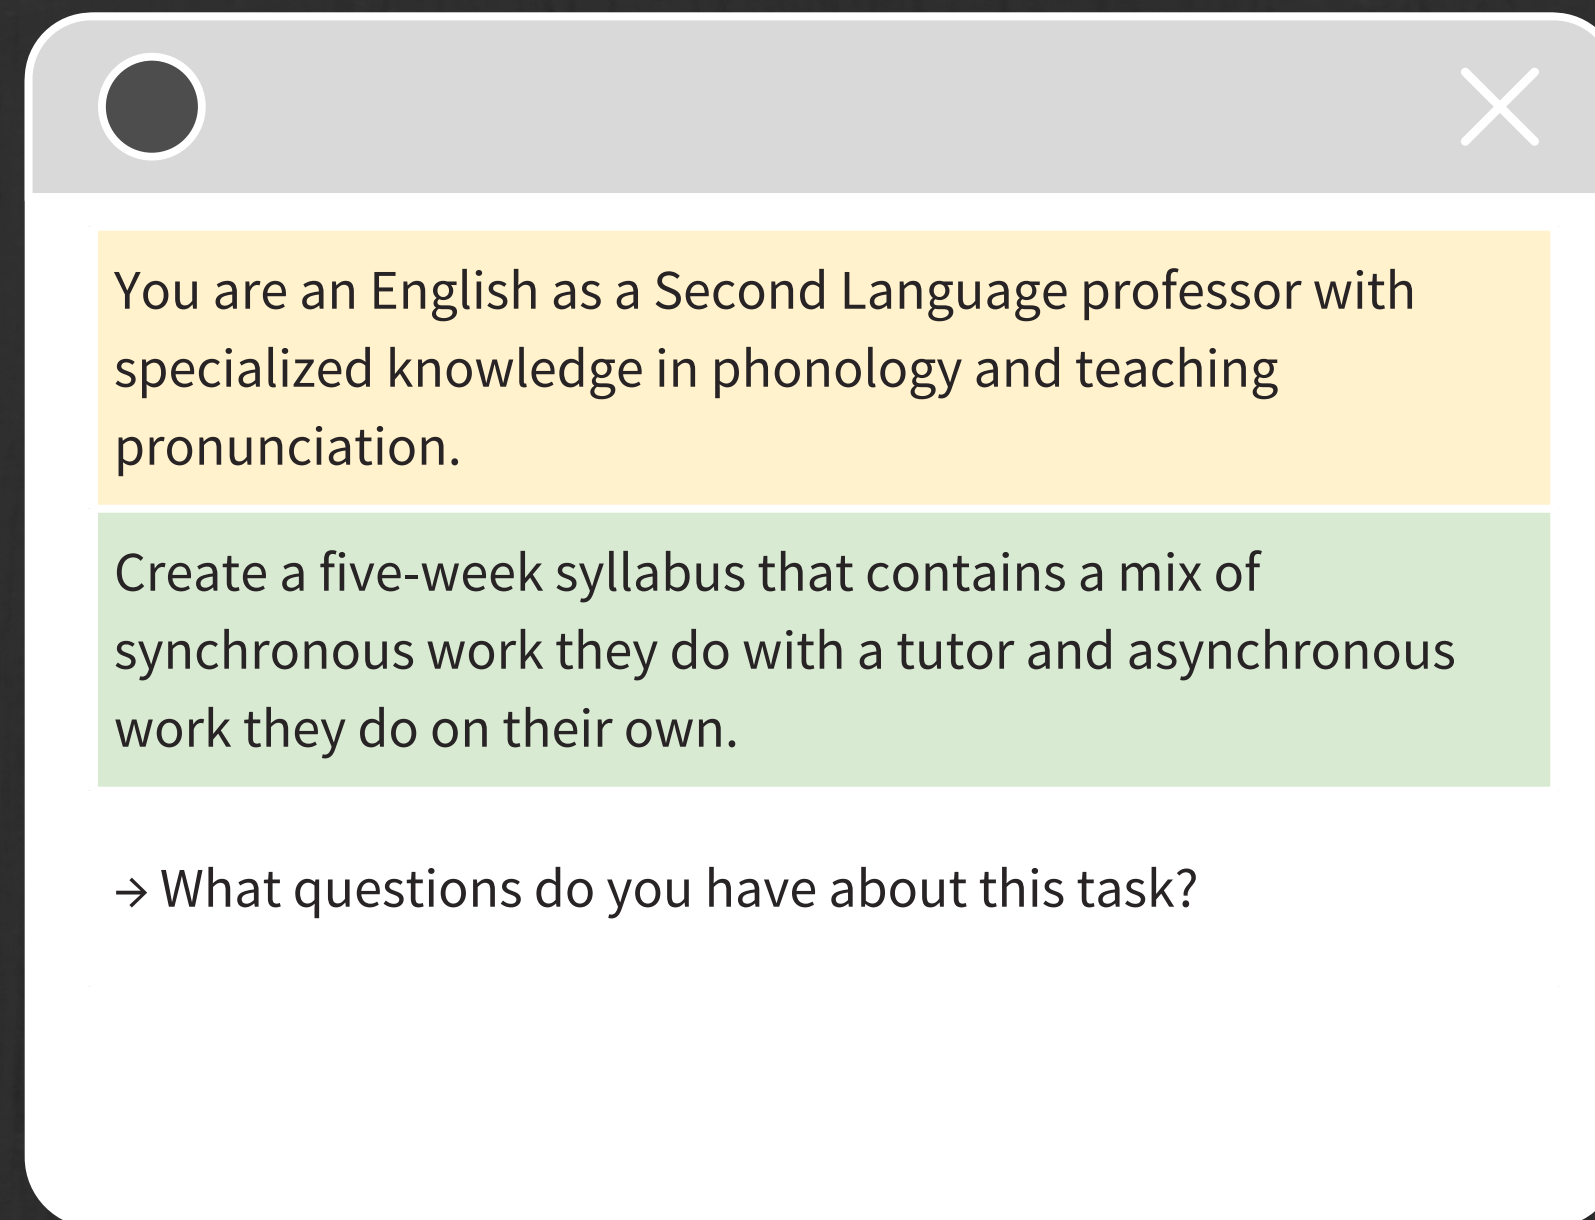 You are an English as a Second Language professor with
specialized knowledge in phonology and teaching
pronunciation.
Create a five-week syllabus that contains a mix of
synchronous work they do with a tutor and asynchronous
work they do on their own.
→ What questions do you have about this task?